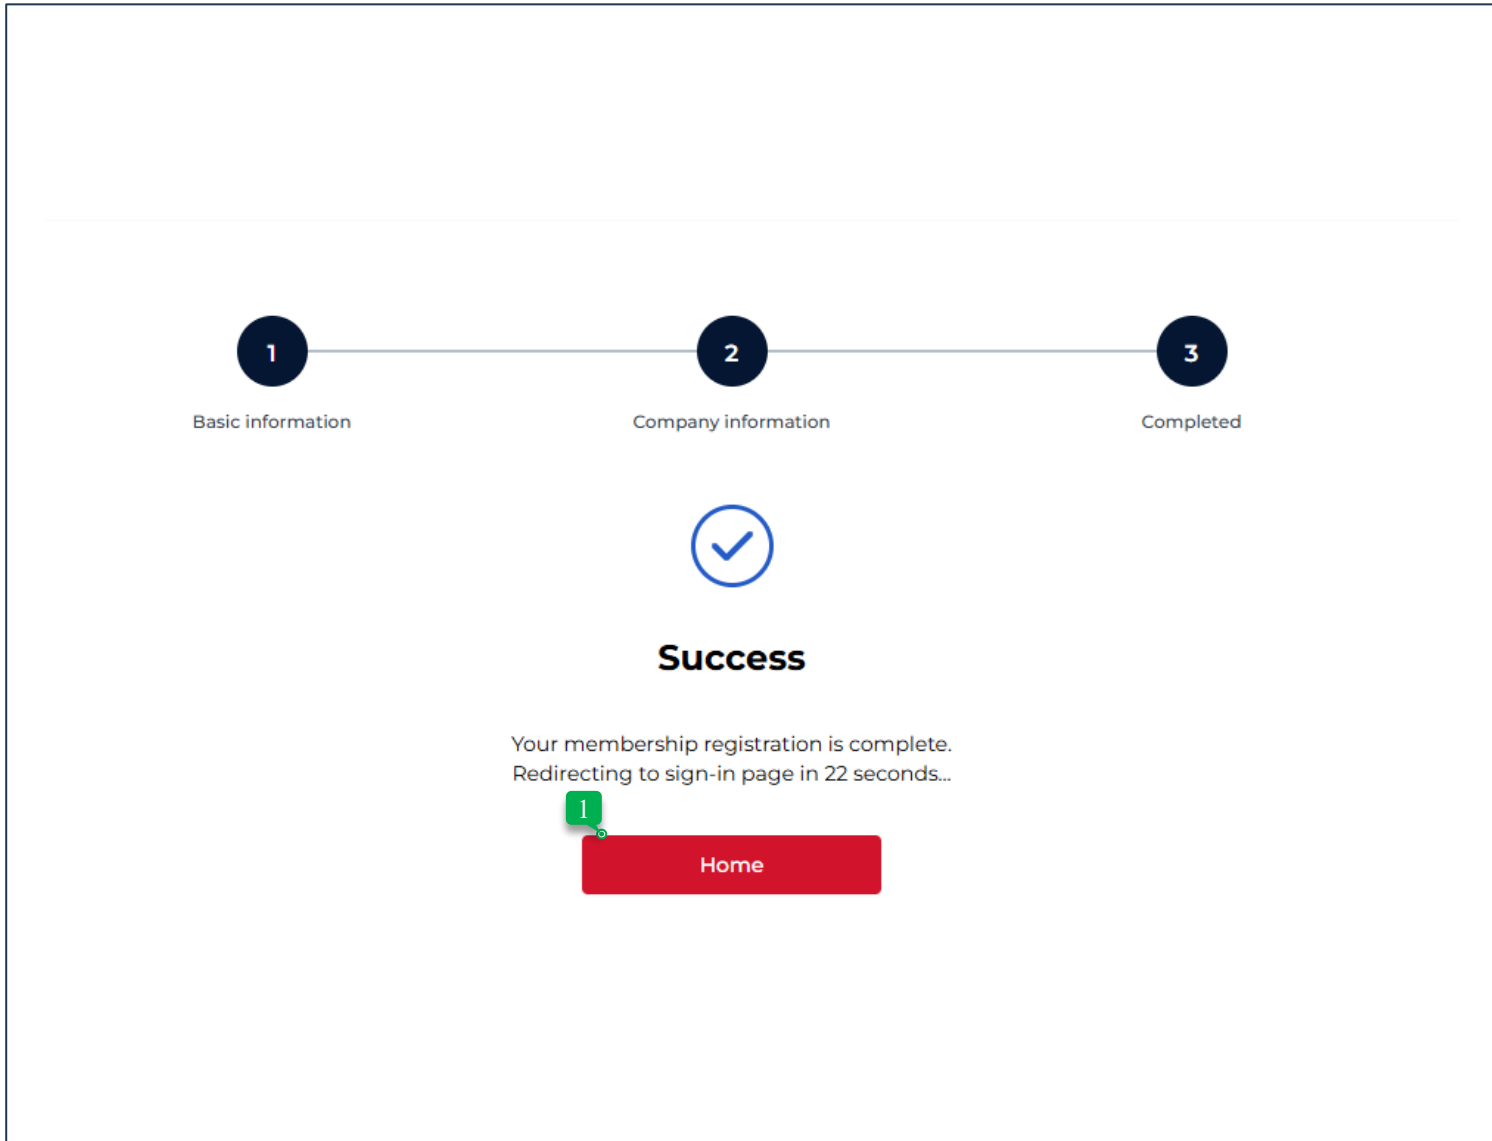 1
2
3
Basic information
Company information
Completed
Success
Your membership registration is complete.
Redirecting to sign-in page in 22 seconds...
1
Home